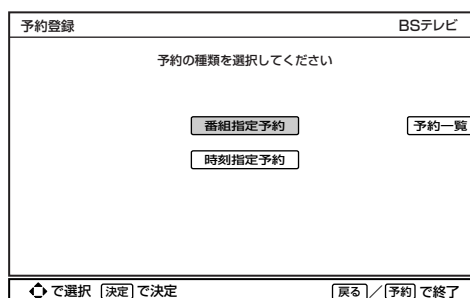 予約登録 BSテレビ
予約の種類を選択してください
番組指定予約 予約一覧
時刻指定予約
で選択 決定 で決定 戻る/予約 で終了